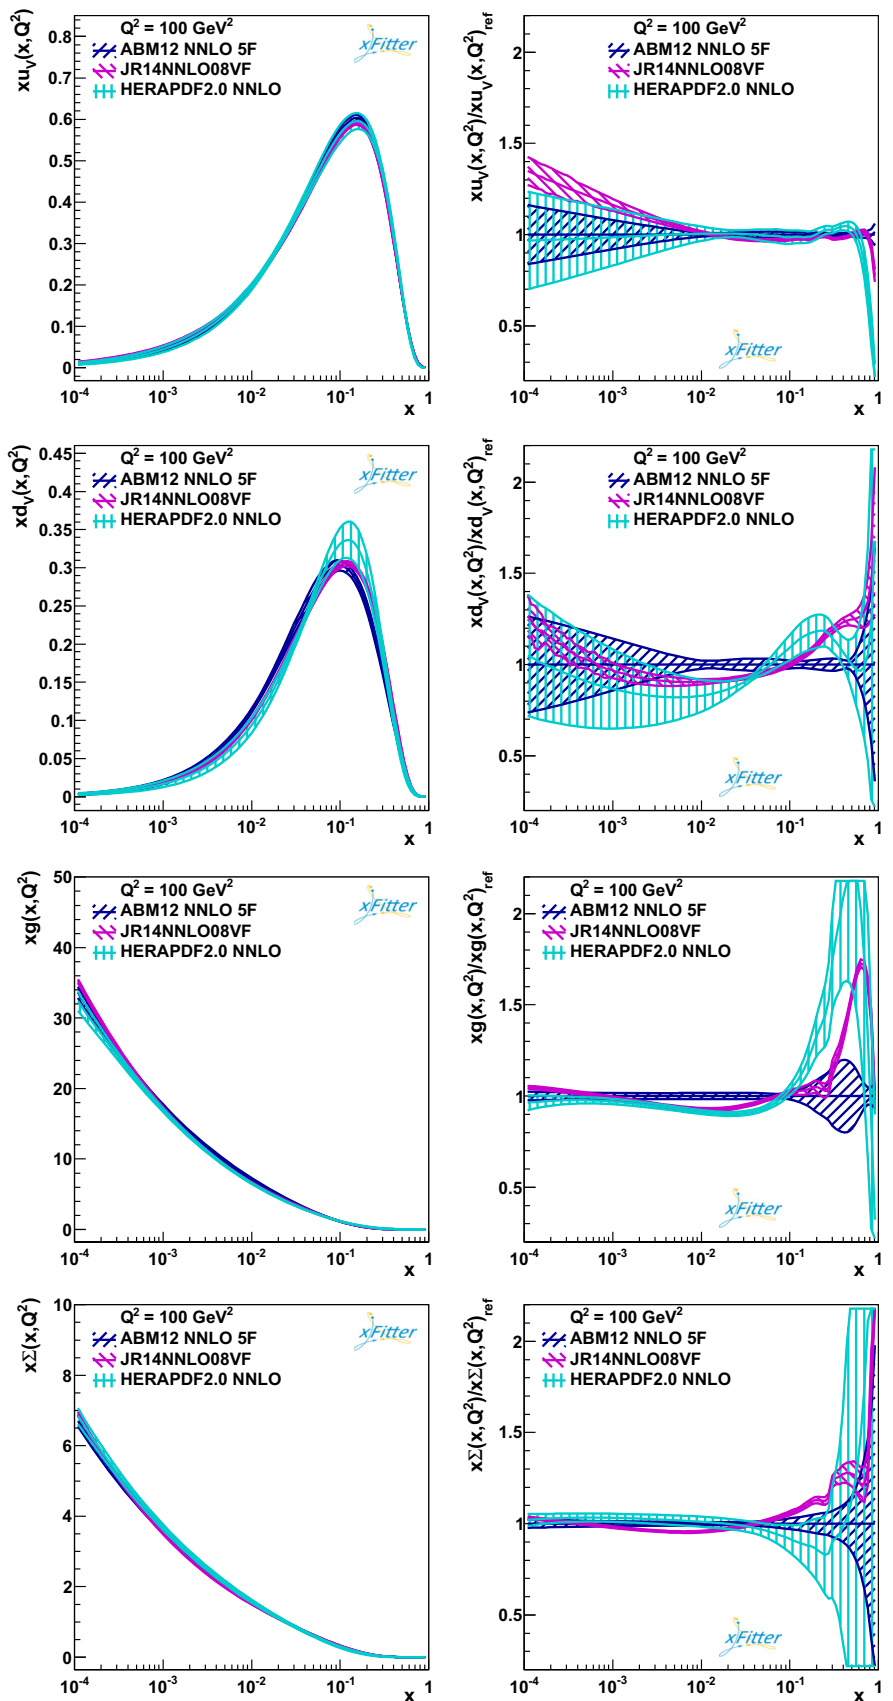 Q² = 100 GeV²
ABM12 NNLO 5F
JR14NNLO08VF
HERAPDF2.0 NNLO
xFitter
xu_V(x,Q²)
0.8
0.7
0.6
0.5
0.4
0.3
0.2
0.1
0
10⁻⁴ 10⁻³ 10⁻² 10⁻¹ 1
x
Q² = 100 GeV²
ABM12 NNLO 5F
JR14NNLO08VF
HERAPDF2.0 NNLO
xFitter
xu_V(x,Q²)/xu_V(x,Q²)_ref
2
1.5
1
0.5
10⁻⁴ 10⁻³ 10⁻² 10⁻¹ 1
x
Q² = 100 GeV²
ABM12 NNLO 5F
JR14NNLO08VF
HERAPDF2.0 NNLO
xFitter
xd_V(x,Q²)
0.45
0.4
0.35
0.3
0.25
0.2
0.15
0.1
0.05
0
10⁻⁴ 10⁻³ 10⁻² 10⁻¹ 1
x
Q² = 100 GeV²
ABM12 NNLO 5F
JR14NNLO08VF
HERAPDF2.0 NNLO
xFitter
xd_V(x,Q²)/xd_V(x,Q²)_ref
2
1.5
1
0.5
10⁻⁴ 10⁻³ 10⁻² 10⁻¹ 1
x
Q² = 100 GeV²
ABM12 NNLO 5F
JR14NNLO08VF
HERAPDF2.0 NNLO
xFitter
xg(x,Q²)
50
40
30
20
10
0
10⁻⁴ 10⁻³ 10⁻² 10⁻¹ 1
x
Q² = 100 GeV²
ABM12 NNLO 5F
JR14NNLO08VF
HERAPDF2.0 NNLO
xFitter
xg(x,Q²)/xg(x,Q²)_ref
2
1.5
1
0.5
10⁻⁴ 10⁻³ 10⁻² 10⁻¹ 1
x
Q² = 100 GeV²
ABM12 NNLO 5F
JR14NNLO08VF
HERAPDF2.0 NNLO
xFitter
xΣ(x,Q²)
10
8
6
4
2
0
10⁻⁴ 10⁻³ 10⁻² 10⁻¹ 1
x
Q² = 100 GeV²
ABM12 NNLO 5F
JR14NNLO08VF
HERAPDF2.0 NNLO
xFitter
xΣ(x,Q²)/xΣ(x,Q²)_ref
2
1.5
1
0.5
10⁻⁴ 10⁻³ 10⁻² 10⁻¹ 1
x